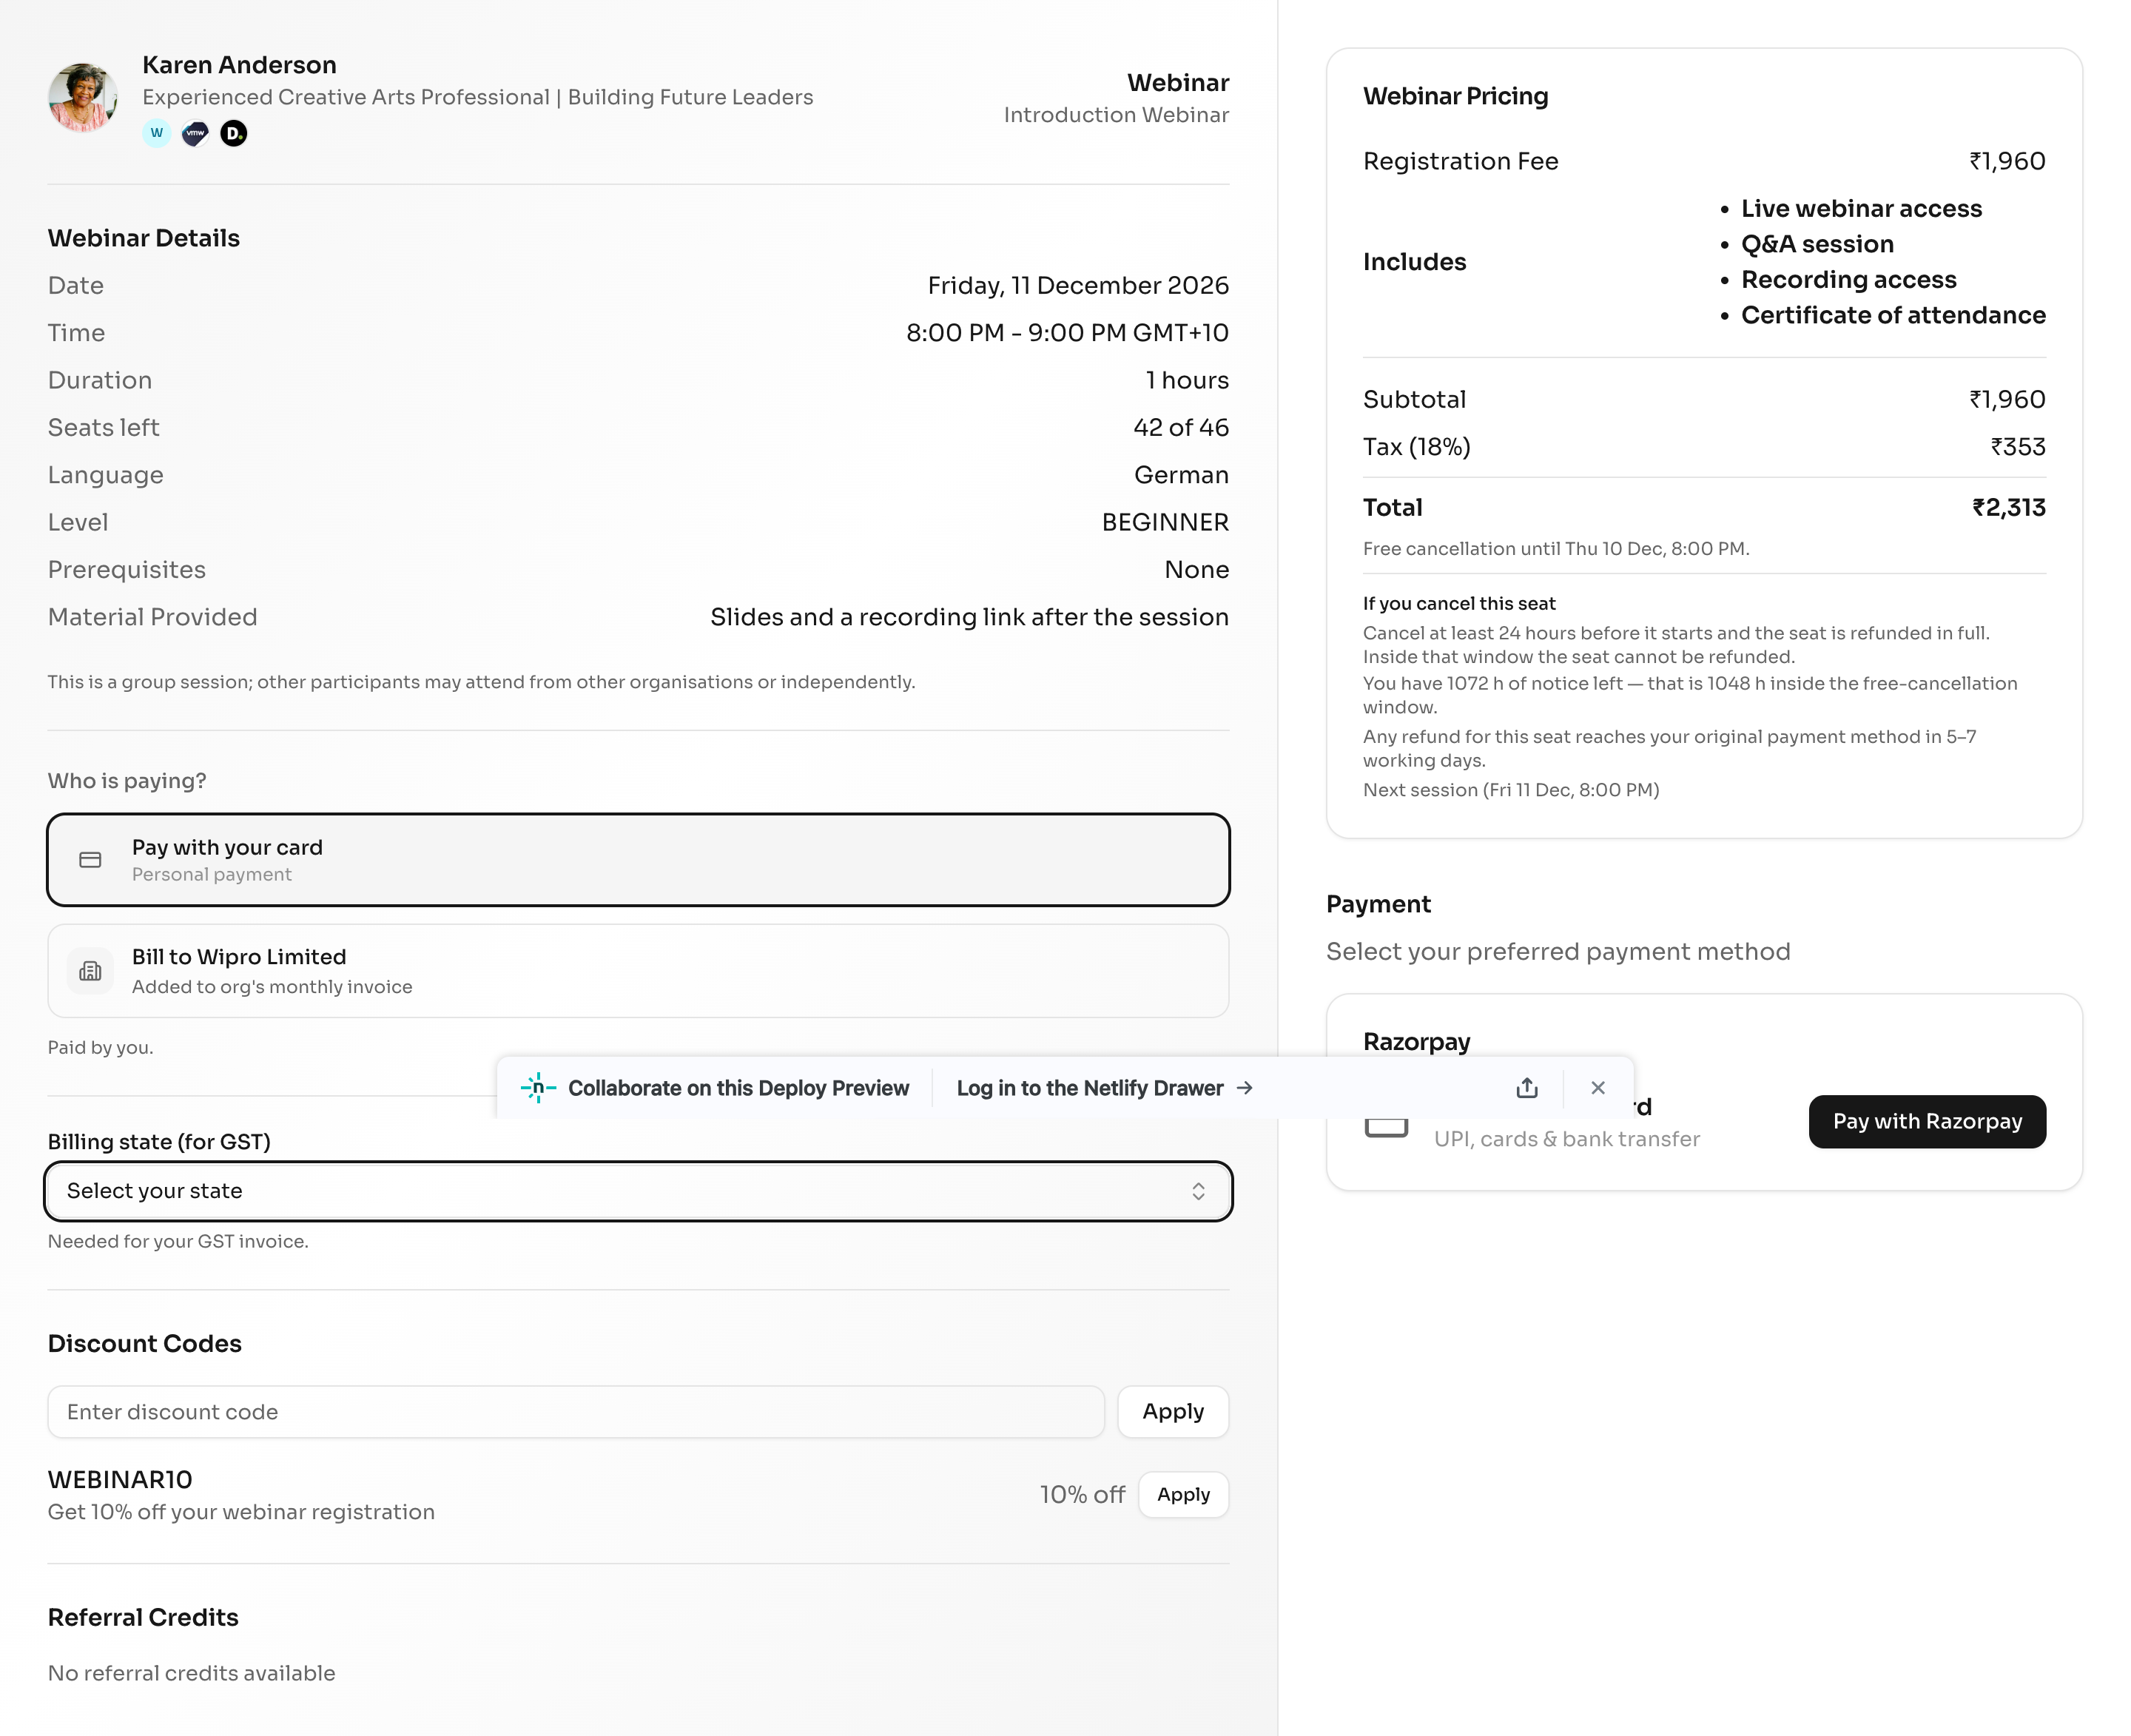 Karen Anderson
Experienced Creative Arts Professional | Building Future Leaders
W
vmw
D.
Webinar
Introduction Webinar
Webinar Details
Date
Friday, 11 December 2026
Time
8:00 PM – 9:00 PM GMT+10
Duration
1 hours
Seats left
42 of 46
Language
German
Level
BEGINNER
Prerequisites
None
Material Provided
Slides and a recording link after the session
This is a group session; other participants may attend from other organisations or independently.
Who is paying?
Pay with your card
Personal payment
Bill to Wipro Limited
Added to org's monthly invoice
Paid by you.
Billing state (for GST)
Select your state
Needed for your GST invoice.
Discount Codes
Enter discount code
Apply
WEBINAR10
Get 10% off your webinar registration
10% off
Apply
Referral Credits
No referral credits available
Webinar Pricing
Registration Fee
₹1,960
Includes
• Live webinar access
• Q&A session
• Recording access
• Certificate of attendance
Subtotal
₹1,960
Tax (18%)
₹353
Total
₹2,313
Free cancellation until Thu 10 Dec, 8:00 PM.
If you cancel this seat
Cancel at least 24 hours before it starts and the seat is refunded in full.
Inside that window the seat cannot be refunded.
You have 1072 h of notice left — that is 1048 h inside the free-cancellation
window.
Any refund for this seat reaches your original payment method in 5–7
working days.
Next session (Fri 11 Dec, 8:00 PM)
Payment
Select your preferred payment method
Razorpay
UPI, cards & bank transfer
Pay with Razorpay
Collaborate on this Deploy Preview
Log in to the Netlify Drawer →